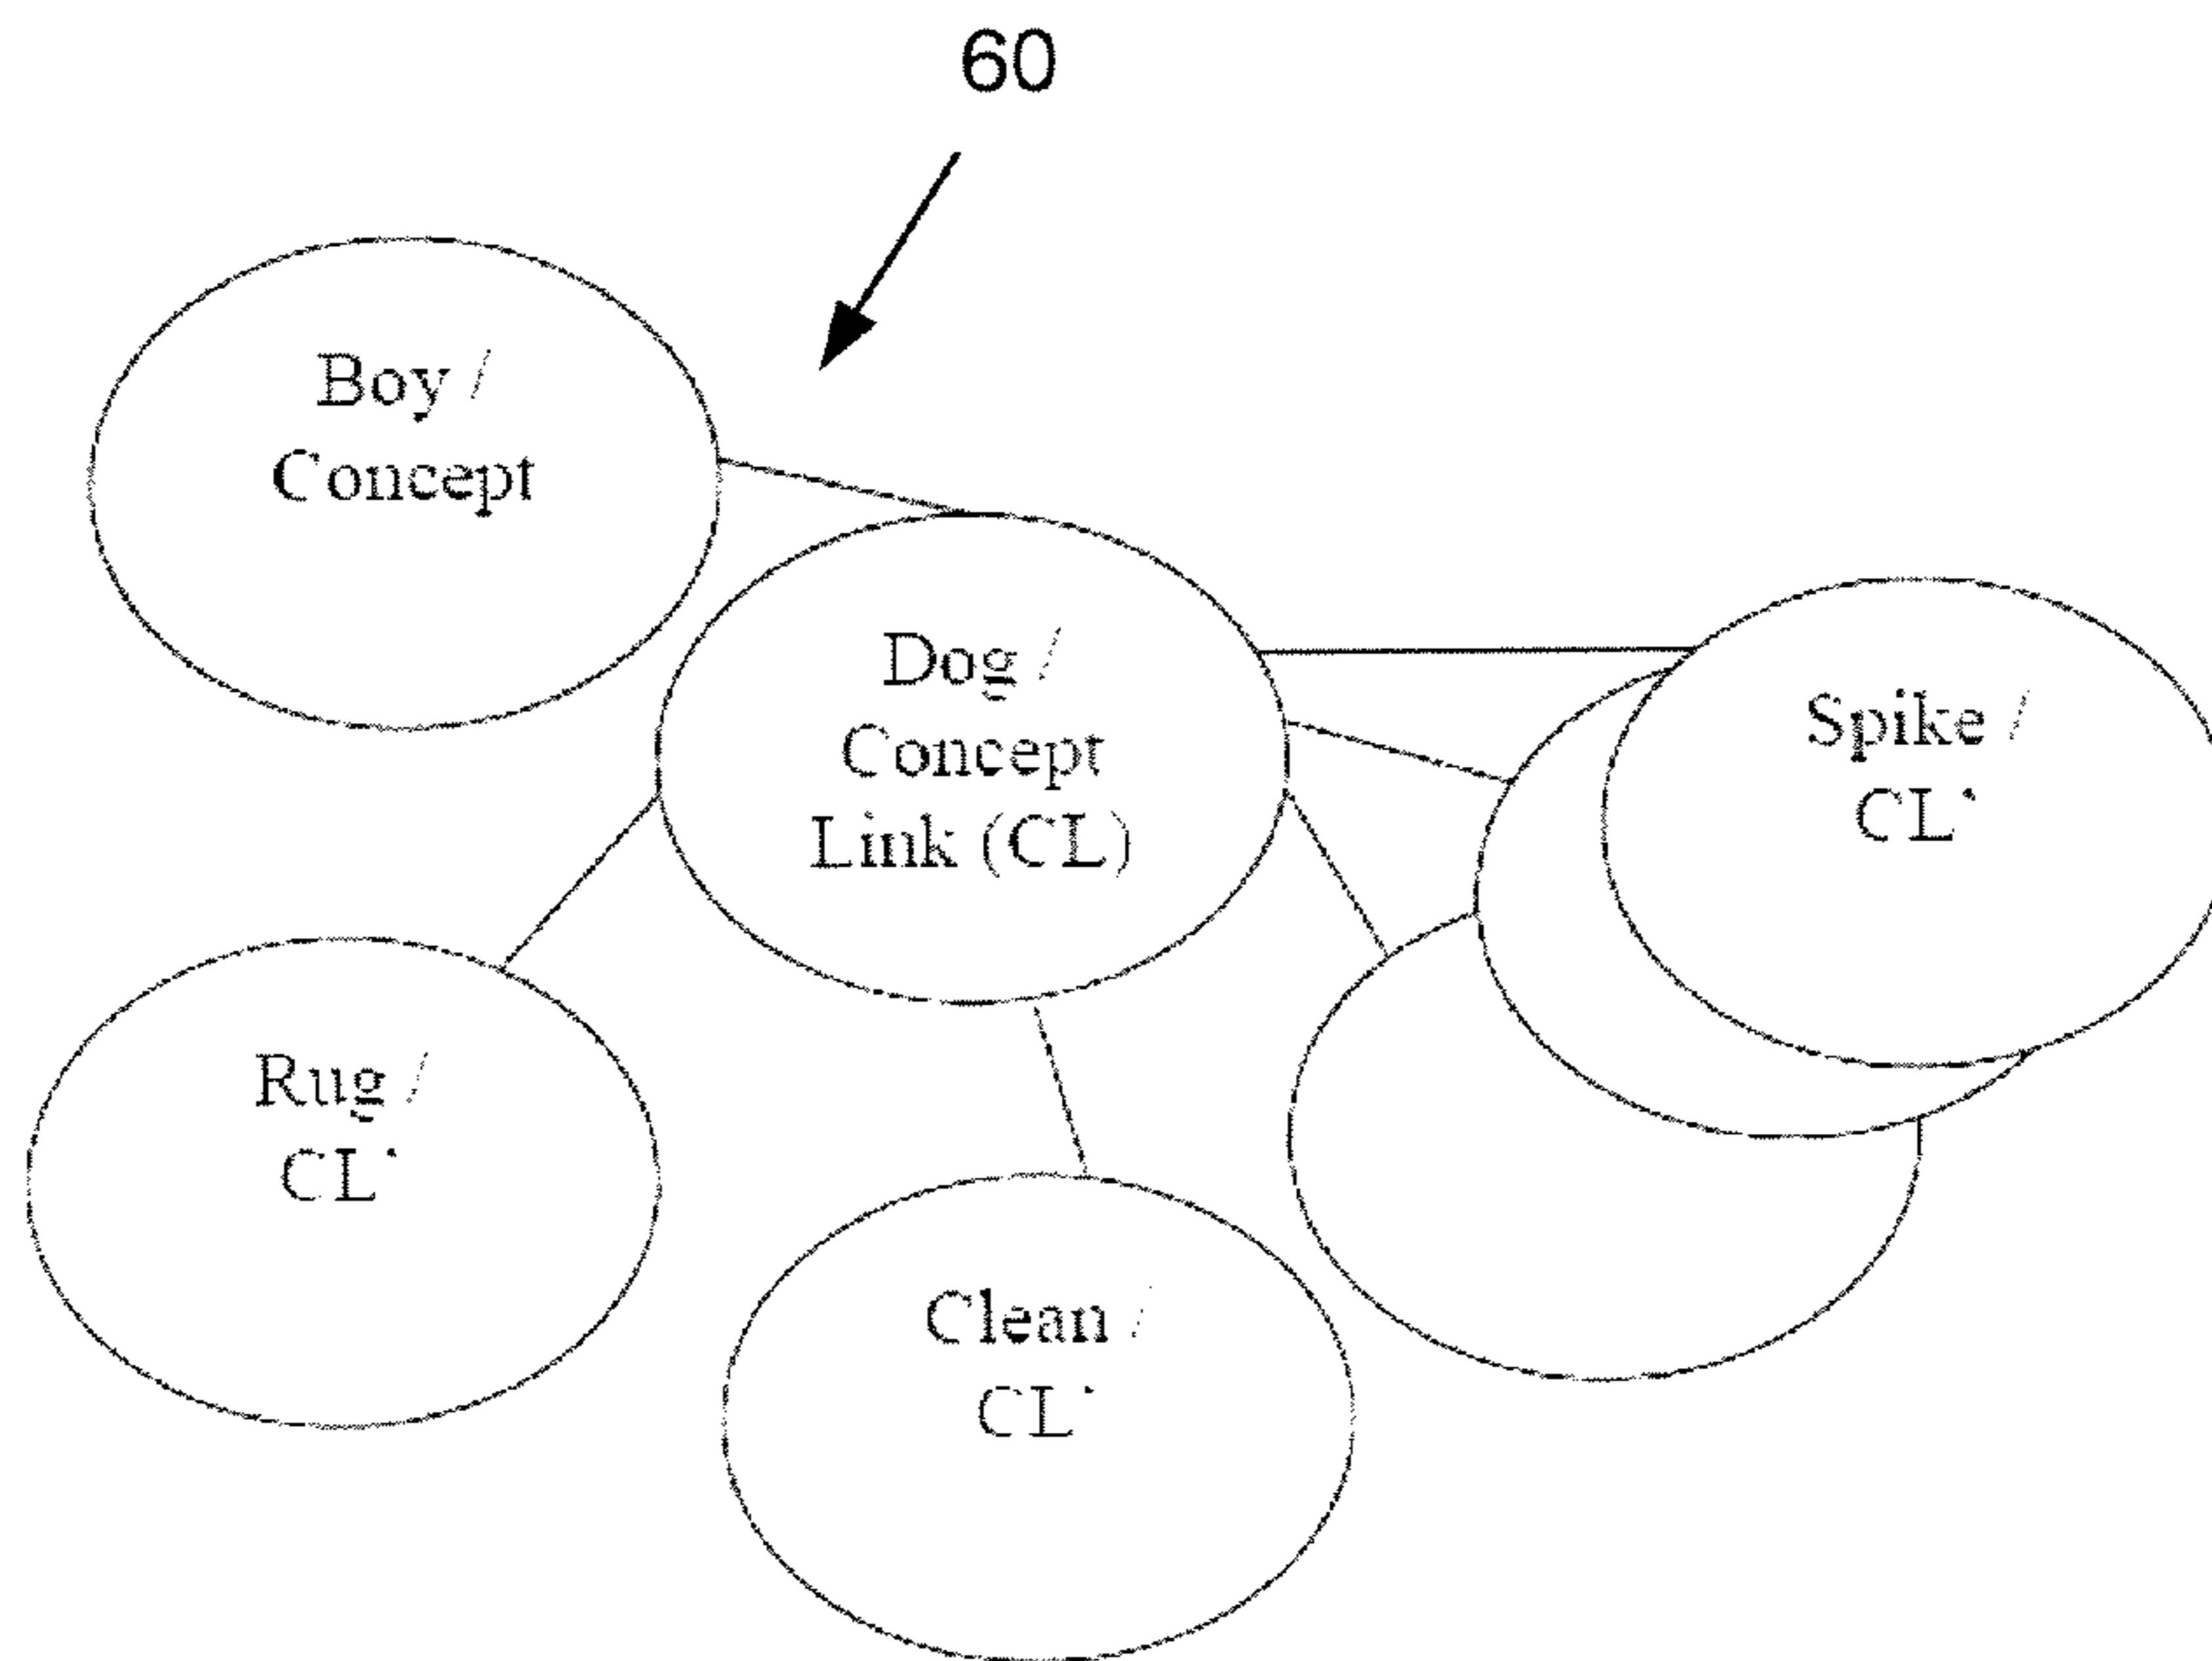 60
Boy /
Concept
Dog /
Concept
Link (CL)
Spike /
CL'
Rug /
CL'
Clean /
CL'